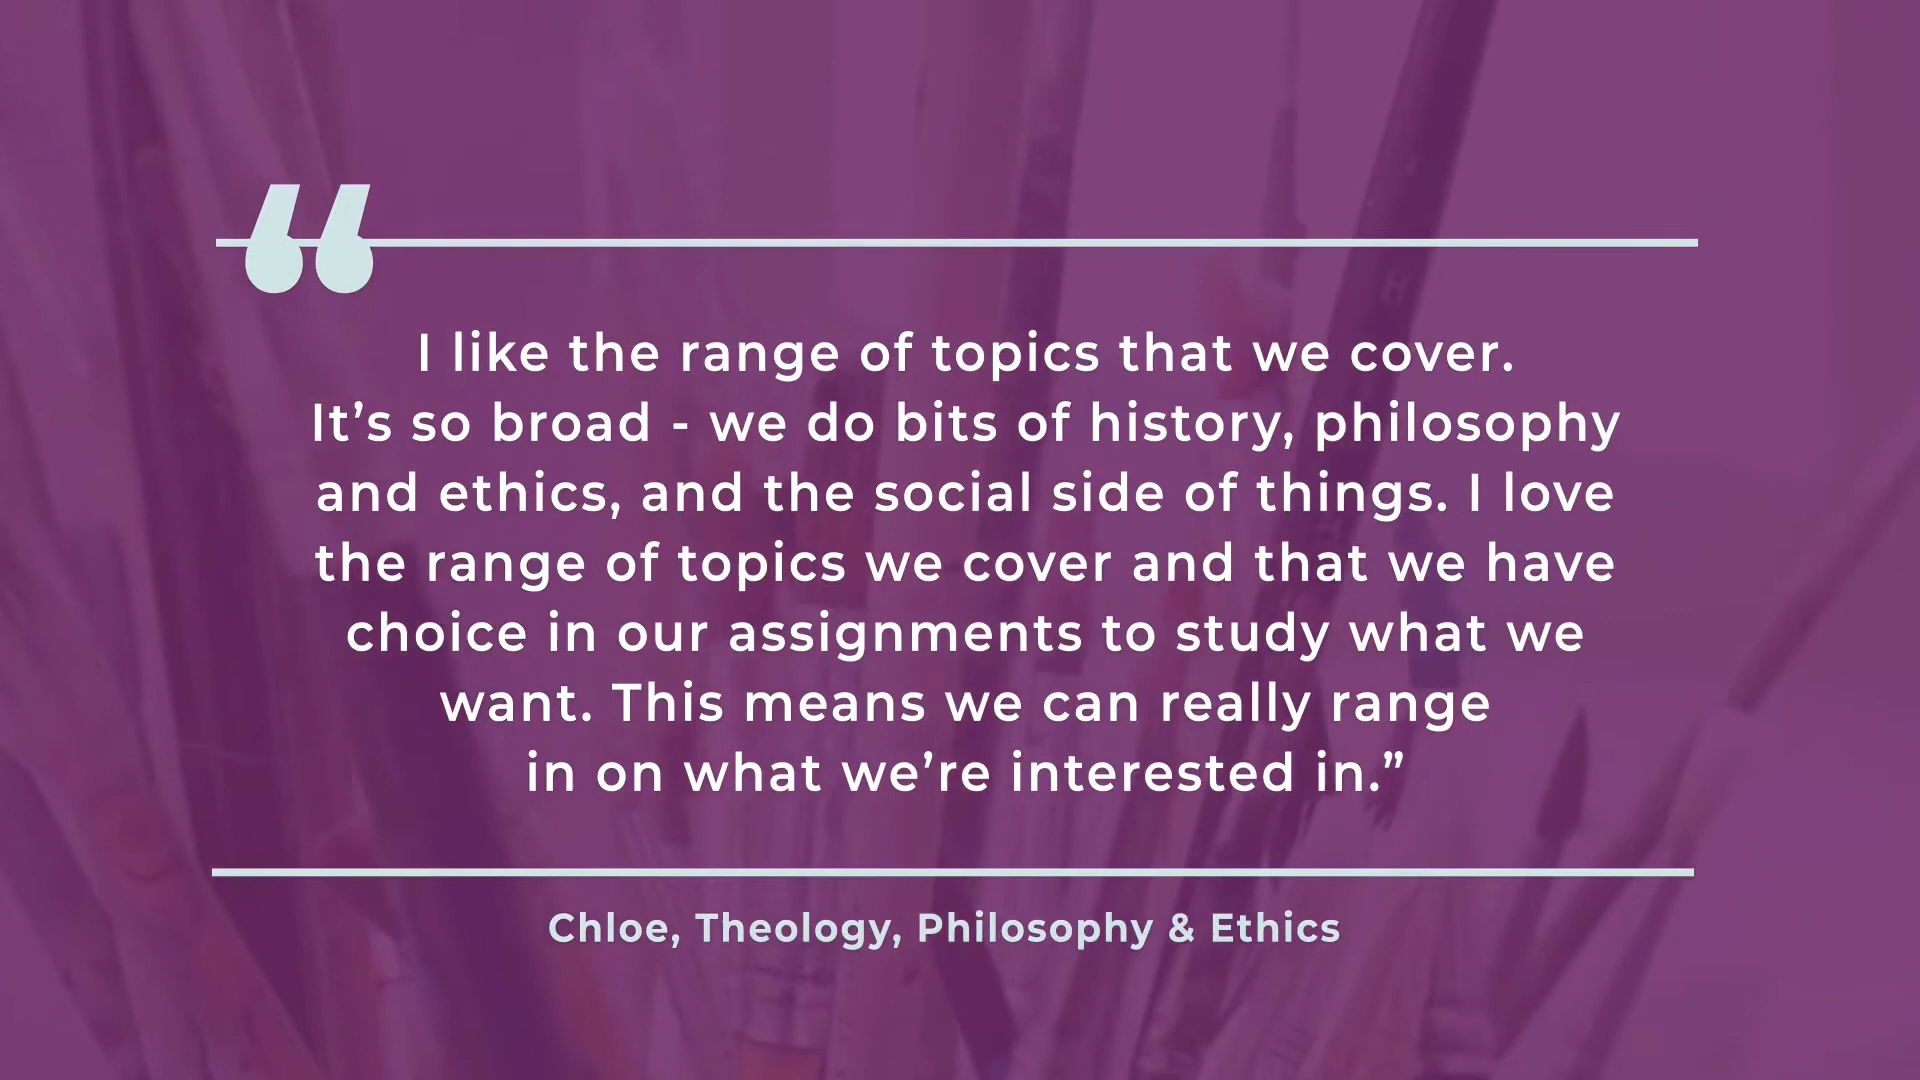 “
I like the range of topics that we cover.
It’s so broad - we do bits of history, philosophy
and ethics, and the social side of things. I love
the range of topics we cover and that we have
choice in our assignments to study what we
want. This means we can really range
in on what we’re interested in.”
Chloe, Theology, Philosophy & Ethics